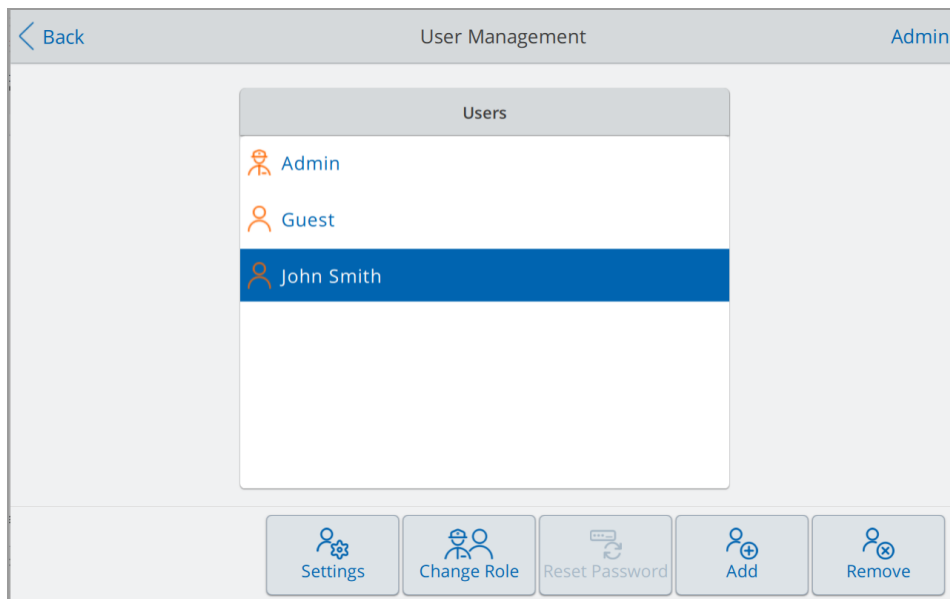 Back
User Management
Admin
Users
Admin
Guest
John Smith
Settings
Change Role
Reset Password
Add
Remove